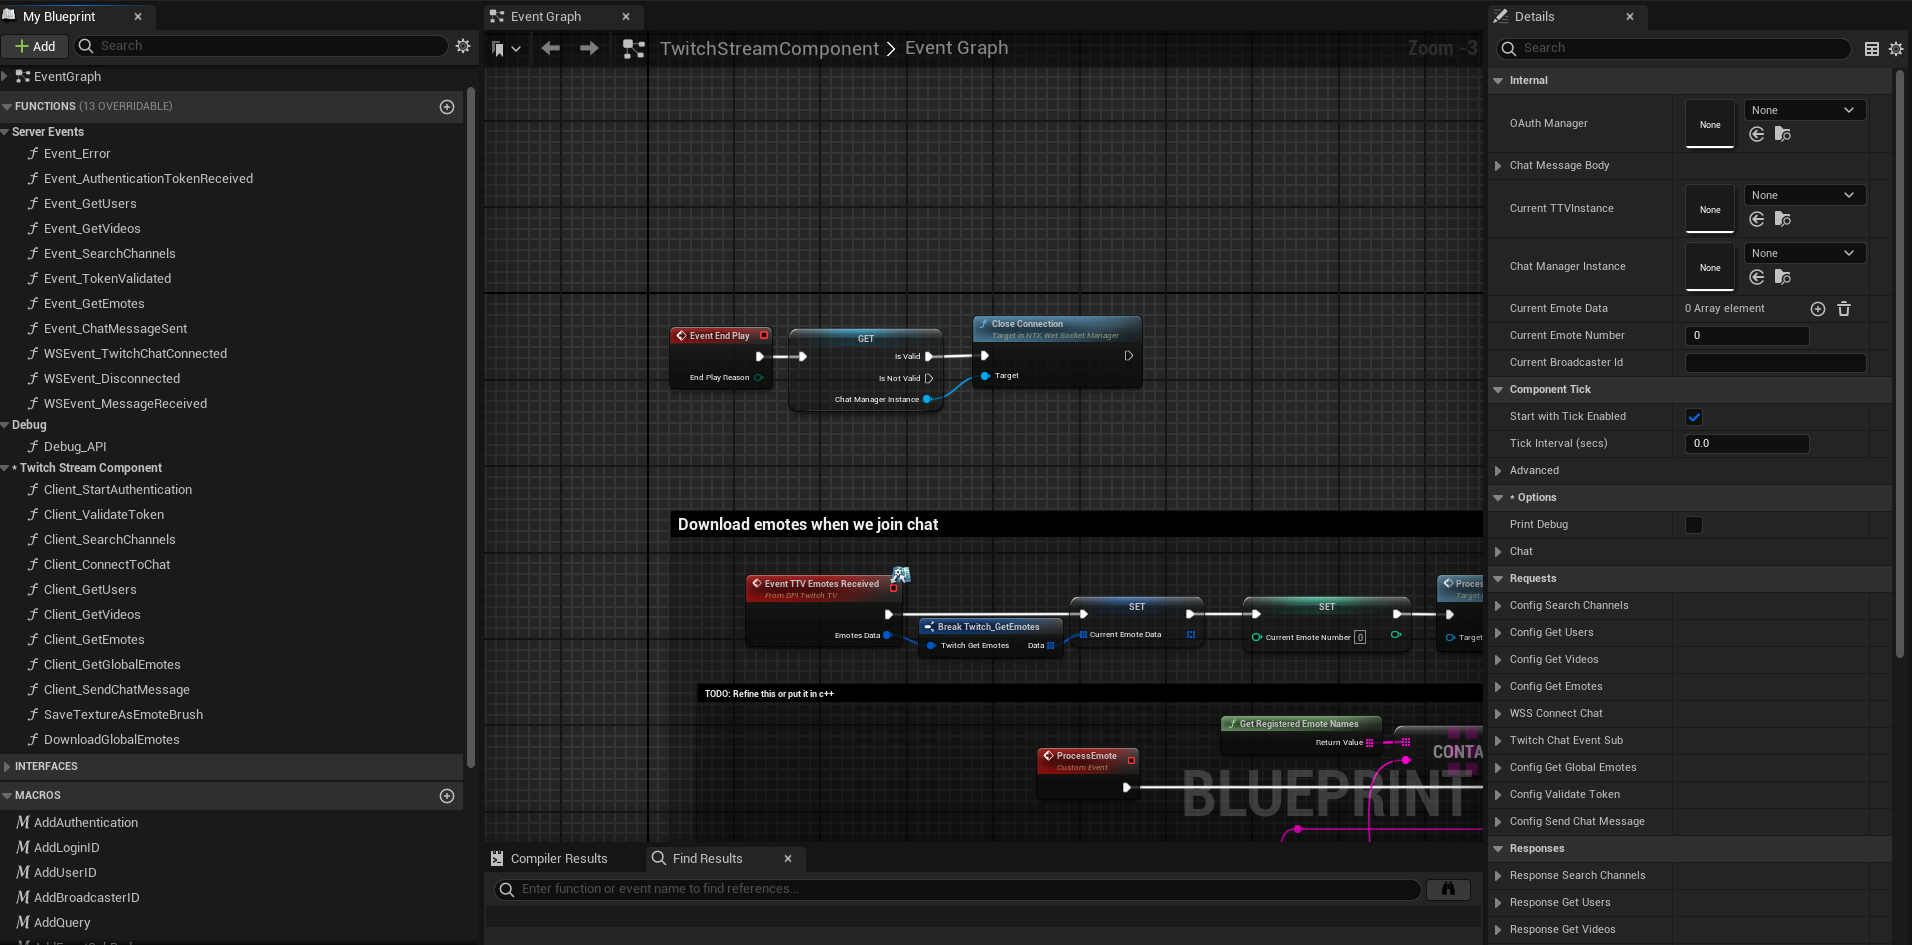 My Blueprint
Add
Search
EventGraph
FUNCTIONS (13 OVERRIDABLE)
Server Events
Event_Error
Event_AuthenticationTokenReceived
Event_GetUsers
Event_GetVideos
Event_SearchChannels
Event_TokenValidated
Event_GetEmotes
Event_ChatMessageSent
WSEvent_TwitchChatConnected
WSEvent_Disconnected
WSEvent_MessageReceived
Debug
Debug_API
* Twitch Stream Component
Client_StartAuthentication
Client_ValidateToken
Client_SearchChannels
Client_ConnectToChat
Client_GetUsers
Client_GetVideos
Client_GetEmotes
Client_GetGlobalEmotes
Client_SendChatMessage
SaveTextureAsEmoteBrush
DownloadGlobalEmotes
INTERFACES
MACROS
AddAuthentication
AddLoginID
AddUserID
AddBroadcasterID
AddQuery
Event Graph
TwitchStreamComponent > Event Graph
Zoom -3
Event End Play
End Play Reason
GET
Is Valid
Is Not Valid
Chat Manager Instance
Close Connection
Target is NTK Wet Socket Manager
Target
Download emotes when we join chat
Event TTV Emotes Received
From DPI Twitch TV
Emotes Data
Break Twitch_GetEmotes
Twitch Get Emotes Data
SET
Current Emote Data
SET
Current Emote Number 0
Proces
Target
Target
TODO: Refine this or put it in c++
Get Registered Emote Names
Return Value
CONTA
ProcessEmote
Custom Event
BLUEPRINT
Compiler Results
Find Results
Enter function or event name to find references...
Details
Search
Internal
OAuth Manager
None
None
Chat Message Body
Current TTVInstance
None
None
Chat Manager Instance
None
None
Current Emote Data
0 Array element
Current Emote Number
0
Current Broadcaster Id
Component Tick
Start with Tick Enabled
Tick Interval (secs)
0.0
Advanced
* Options
Print Debug
Chat
Requests
Config Search Channels
Config Get Users
Config Get Videos
Config Get Emotes
WSS Connect Chat
Twitch Chat Event Sub
Config Get Global Emotes
Config Validate Token
Config Send Chat Message
Responses
Response Search Channels
Response Get Users
Response Get Videos